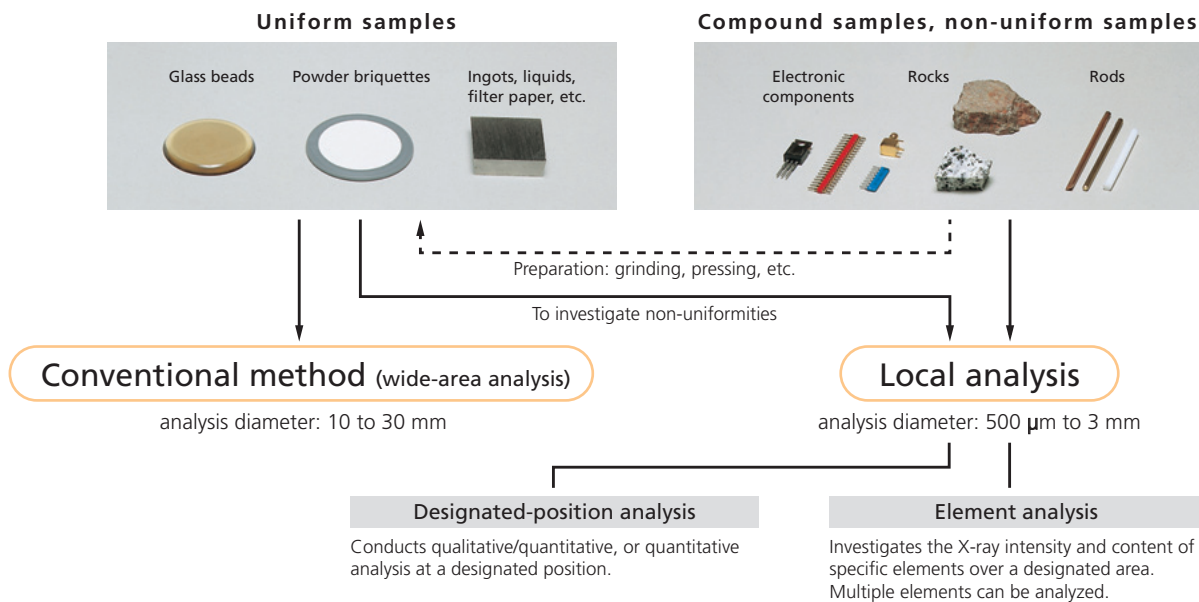 Uniform samples
Compound samples, non-uniform samples
Glass beads
Powder briquettes
Ingots, liquids,
filter paper, etc.
Electronic
components
Rocks
Rods
Preparation: grinding, pressing, etc.
To investigate non-uniformities
Conventional method (wide-area analysis)
analysis diameter: 10 to 30 mm
Local analysis
analysis diameter: 500 µm to 3 mm
Designated-position analysis
Conducts qualitative/quantitative, or quantitative
analysis at a designated position.
Element analysis
Investigates the X-ray intensity and content of
specific elements over a designated area.
Multiple elements can be analyzed.